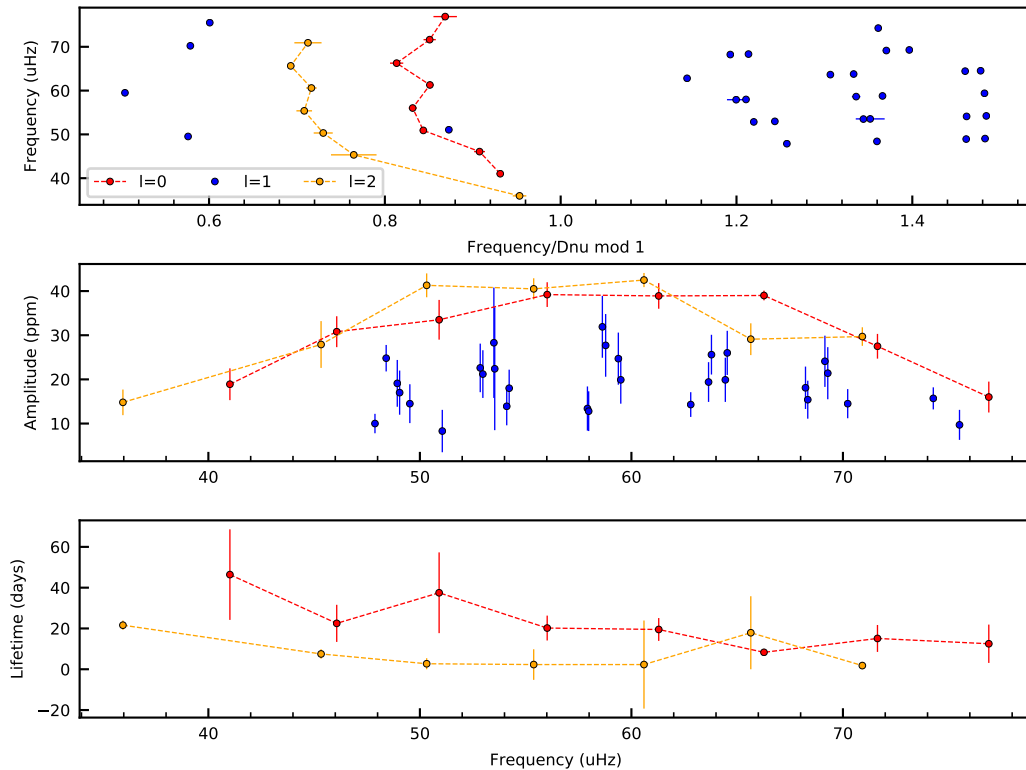 Frequency (uHz)
70
60
50
40
l=0 l=1 l=2
0.6 0.8 1.0 1.2 1.4
Frequency/Dnu mod 1
Amplitude (ppm)
40
30
20
10
40 50 60 70
Lifetime (days)
60
40
20
0
−20
40 50 60 70
Frequency (uHz)